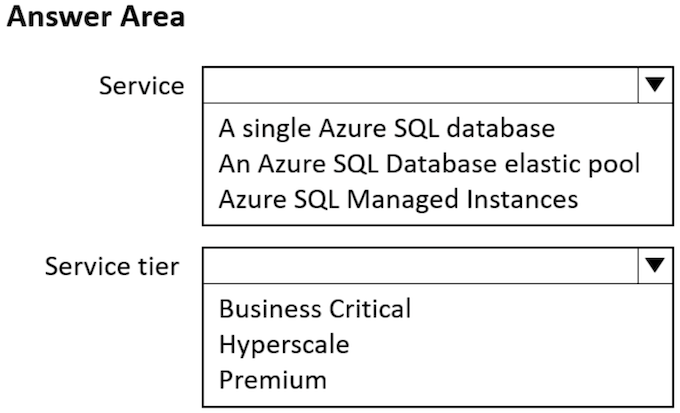 Answer Area
Service
A single Azure SQL database
An Azure SQL Database elastic pool
Azure SQL Managed Instances
Service tier
Business Critical
Hyperscale
Premium